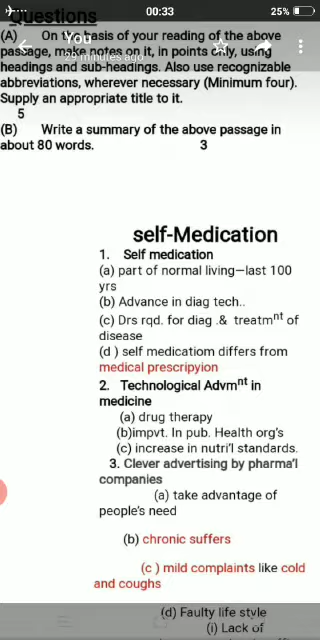 00:33
25%
Questions
(A) On the basis of your reading of the above
passage, make notes on it, in points only, using
headings and sub-headings. Also use recognizable
abbreviations, wherever necessary (Minimum four).
Supply an appropriate title to it.
5
You
29 minutes ago
(B) Write a summary of the above passage in
about 80 words. 3
self-Medication
1. Self medication
(a) part of normal living—last 100
yrs
(b) Advance in diag tech..
(c) Drs rqd. for diag .& treatmnt of
disease
(d ) self medicatiom differs from
medical prescripyion
2. Technological Advmnt in
medicine
(a) drug therapy
(b)impvt. In pub. Health org's
(c) increase in nutri'l standards.
3. Clever advertising by pharma'l
companies
(a) take advantage of
people's need
(b) chronic suffers
(c ) mild complaints like cold
and coughs
(d) Faulty life style
(i) Lack of